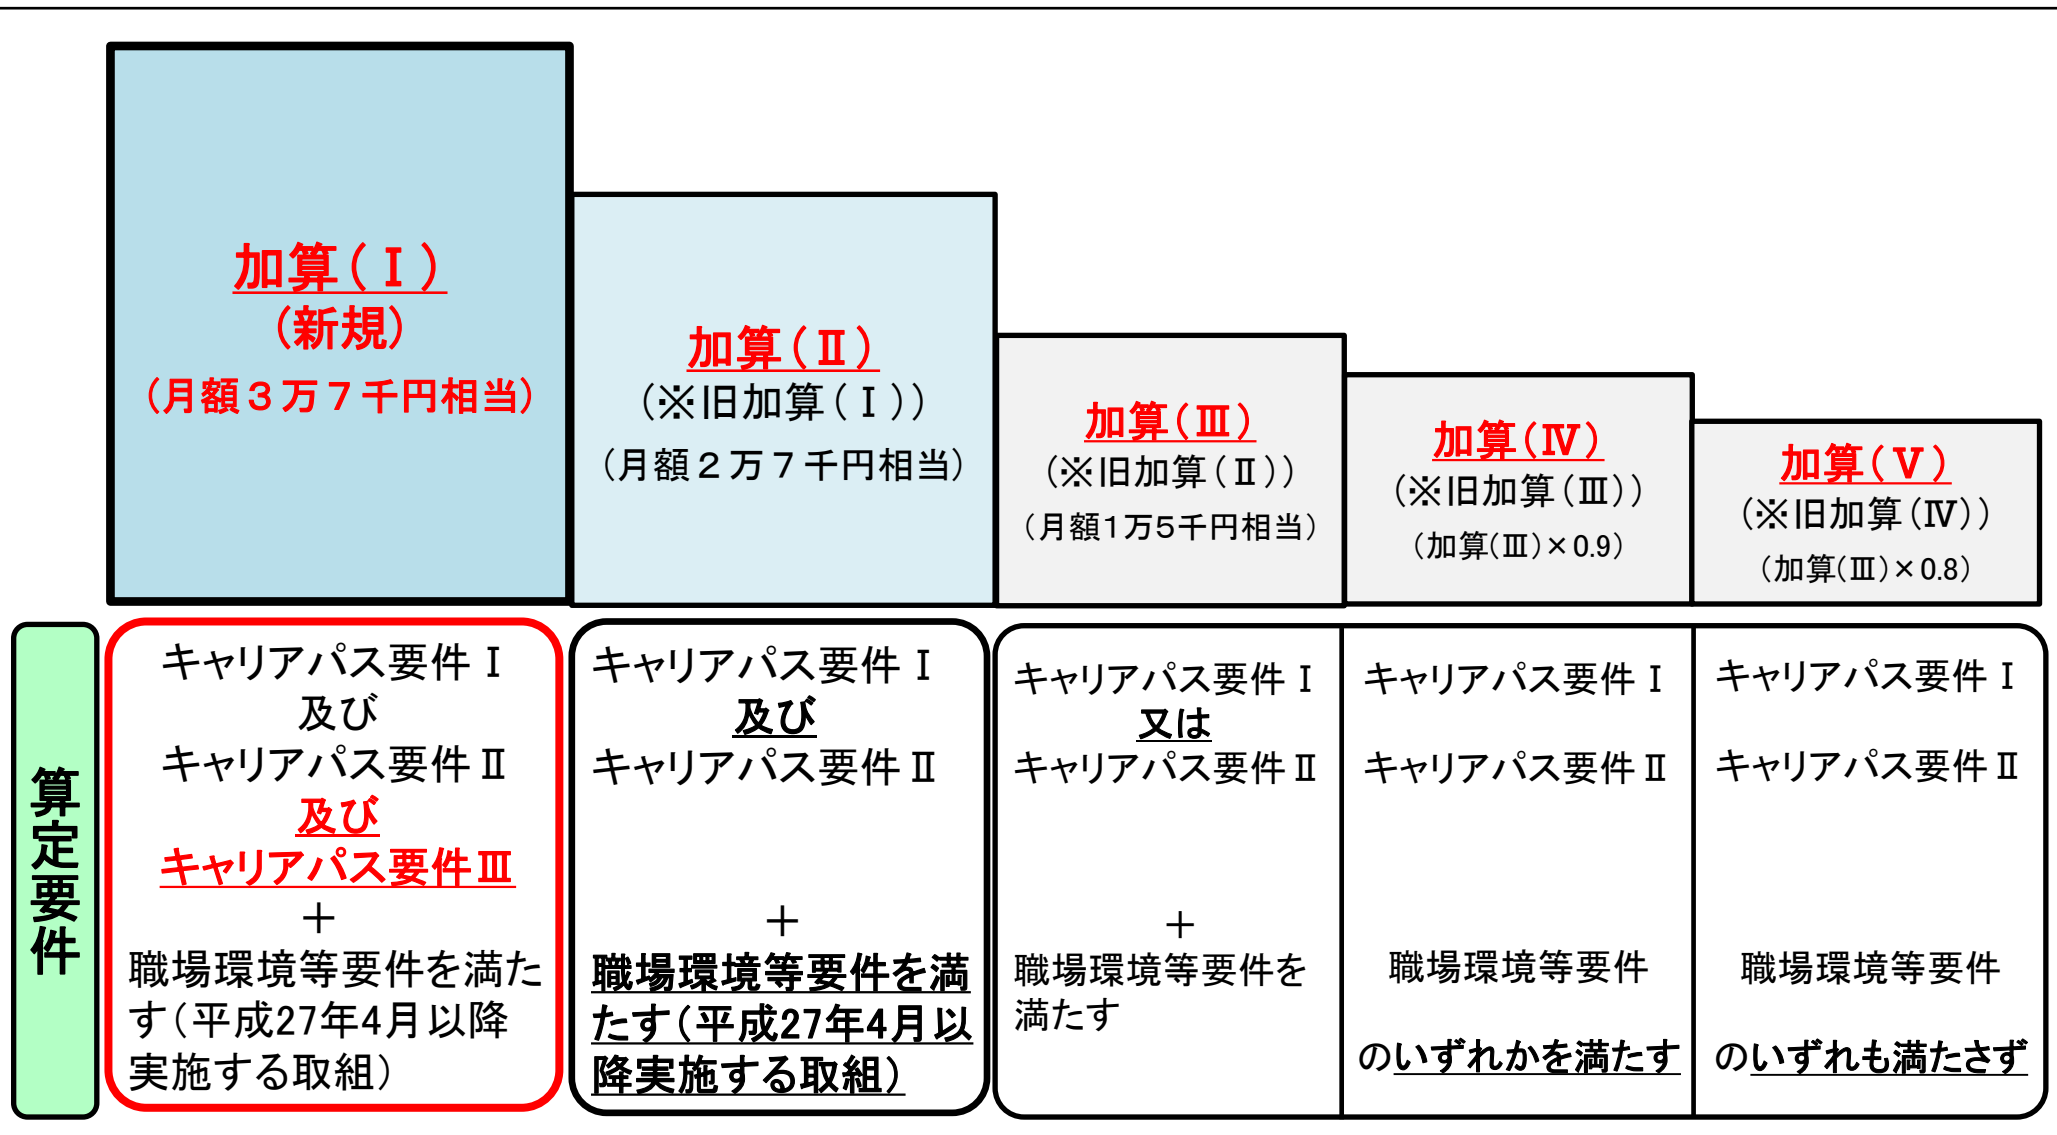 加算(Ⅰ)
(新規)
(月額３万７千円相当)
加算(Ⅱ)
(※旧加算(Ⅰ))
(月額２万７千円相当)
加算(Ⅲ)
(※旧加算(Ⅱ))
(月額１万５千円相当)
加算(Ⅳ)
(※旧加算(Ⅲ))
(加算(Ⅲ)×0.9)
加算(Ⅴ)
(※旧加算(Ⅳ))
(加算(Ⅲ)×0.8)
算定要件
キャリアパス要件Ⅰ
及び
キャリアパス要件Ⅱ
及び
キャリアパス要件Ⅲ
＋
職場環境等要件を満た
す(平成27年4月以降
実施する取組)
キャリアパス要件Ⅰ
及び
キャリアパス要件Ⅱ
＋
職場環境等要件を満
たす(平成27年4月以
降実施する取組)
キャリアパス要件Ⅰ
又は
キャリアパス要件Ⅱ
＋
職場環境等要件を
満たす
キャリアパス要件Ⅰ
キャリアパス要件Ⅱ
職場環境等要件
のいずれかを満たす
キャリアパス要件Ⅰ
キャリアパス要件Ⅱ
職場環境等要件
のいずれも満たさず